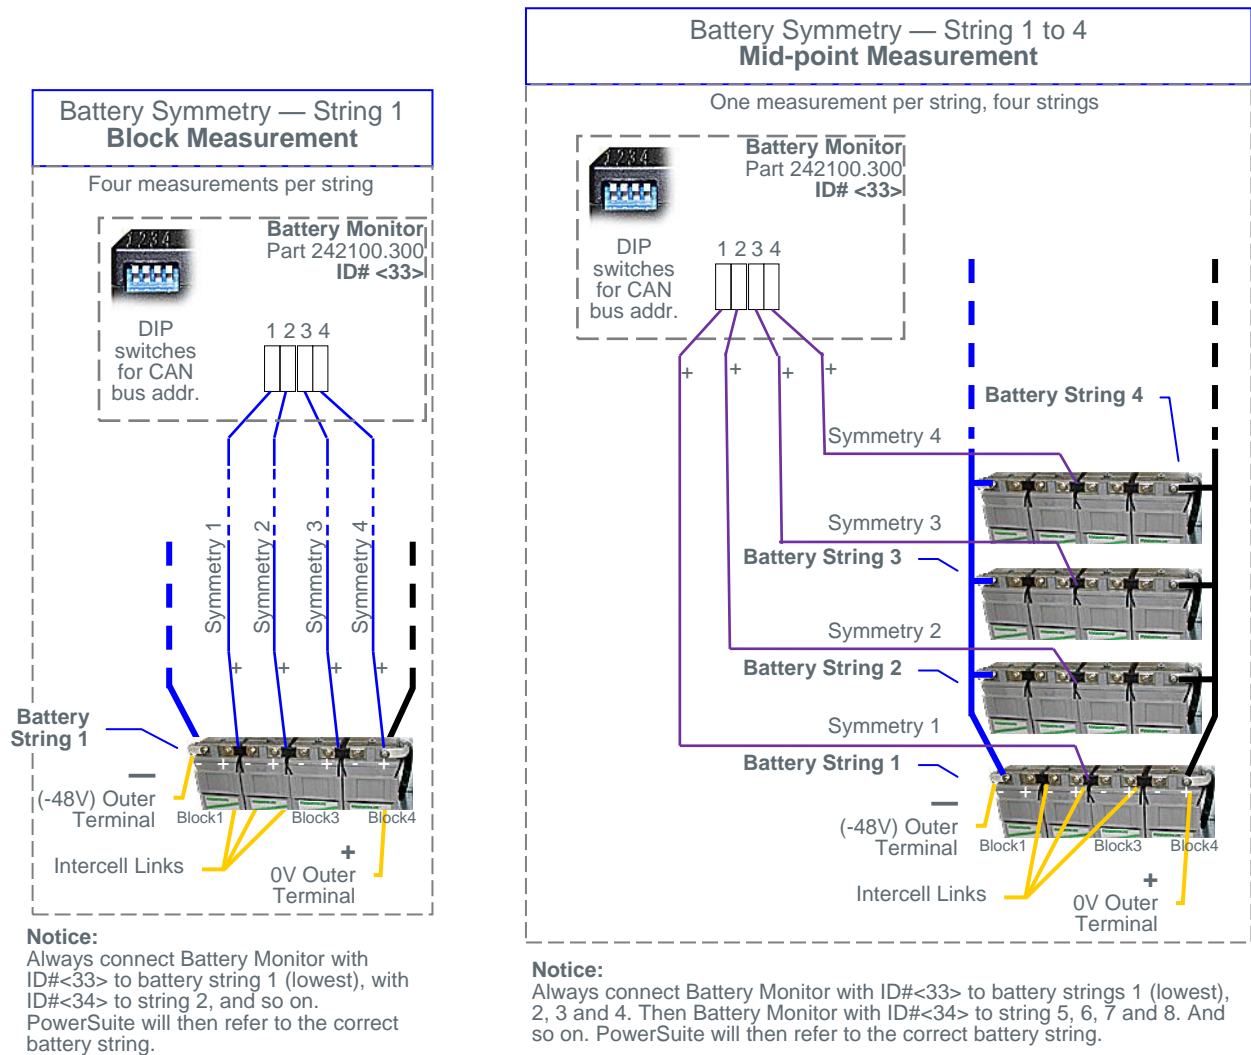 Battery Symmetry — String 1
Block Measurement
Four measurements per string
1 2 3 4
Battery Monitor
Part 242100.300
ID# <33>
DIP
switches
for CAN
bus addr.
1 2 3 4
Symmetry 1
Symmetry 2
Symmetry 3
Symmetry 4
+ + + +
Battery
String 1
- + + - + - +
—
(-48V) Outer
Terminal
Block1
Block3
Block4
Intercell Links
+
0V Outer
Terminal
Notice:
Always connect Battery Monitor with
ID#<33> to battery string 1 (lowest), with
ID#<34> to string 2, and so on.
PowerSuite will then refer to the correct
battery string.
Battery Symmetry — String 1 to 4
Mid-point Measurement
One measurement per string, four strings
1 2 3 4
Battery Monitor
Part 242100.300
ID# <33>
DIP
switches
for CAN
bus addr.
1 2 3 4
+ + + +
Battery String 4
Symmetry 4
Symmetry 3
Battery String 3
Symmetry 2
Battery String 2
Symmetry 1
Battery String 1
- + + - + - +
—
(-48V) Outer
Terminal
Block1
Block3
Block4
Intercell Links
+
0V Outer
Terminal
Notice:
Always connect Battery Monitor with ID#<33> to battery strings 1 (lowest),
2, 3 and 4. Then Battery Monitor with ID#<34> to string 5, 6, 7 and 8. And
so on. PowerSuite will then refer to the correct battery string.